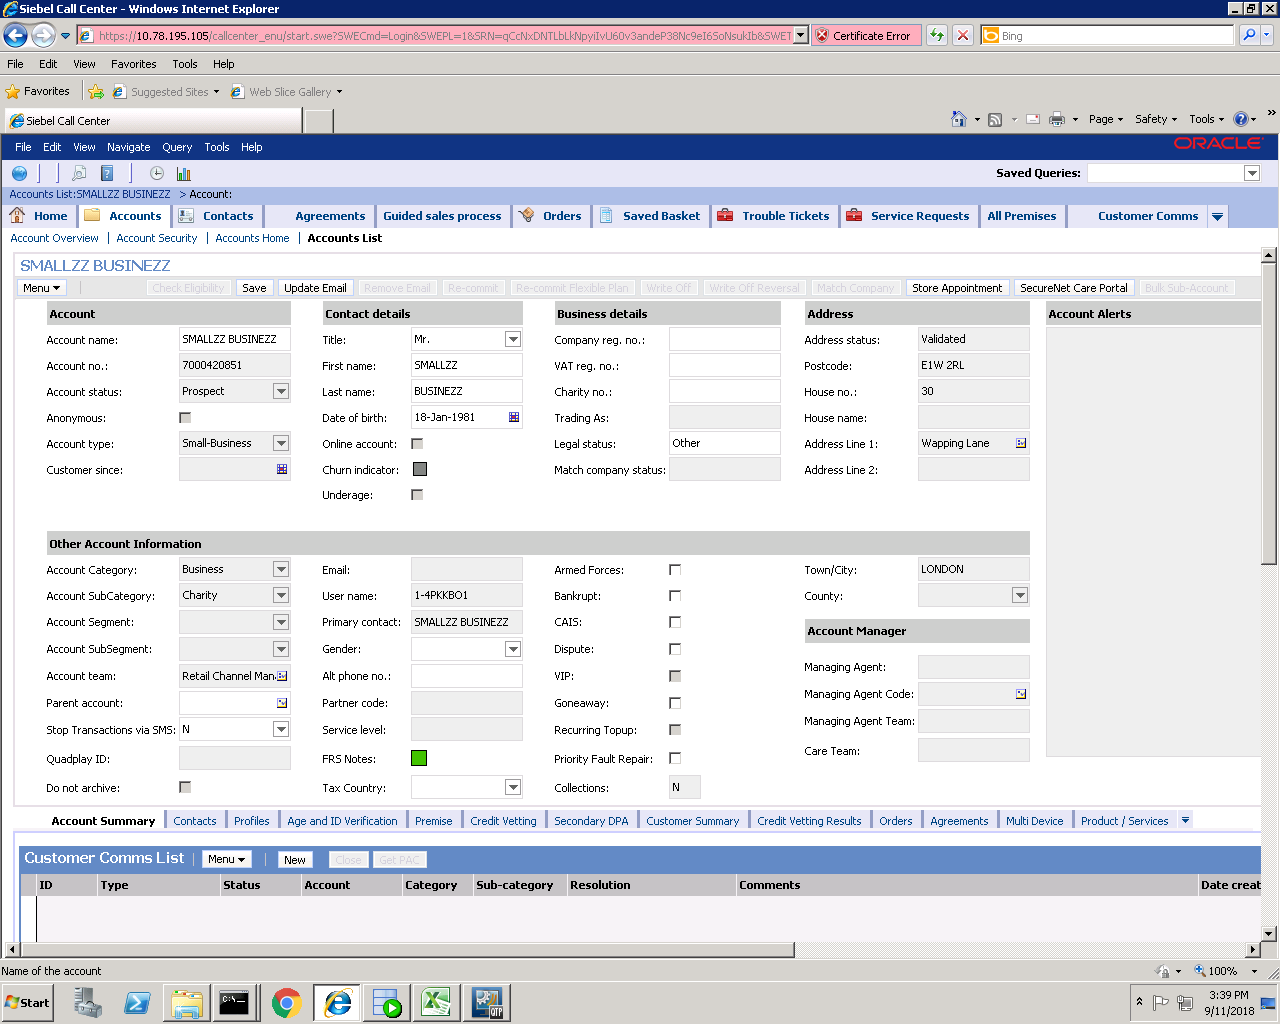 Siebel Call Center - Windows Internet Explorer
https://10.78.195.105/callcenter_enu/start.swe?SWECmd=Login&SWEPL=1&SRN= Certificate Error Bing
File Edit View Favorites Tools Help
Favorites Suggested Sites Web Slice Gallery
Siebel Call Center Page Safety Tools »
File Edit View Navigate Query Tools Help ORACLE
Saved Queries:
Accounts List:SMALLZZ BUSINEZZ > Account:
Home Accounts Contacts Agreements Guided sales process Orders Saved Basket Trouble Tickets Service Requests All Premises Customer Comms
Account Overview Account Security Accounts Home Accounts List
SMALLZZ BUSINEZZ
Menu Check Eligibility Save Update Email Remove Email Re-commit Re-commit Flexible Plan Write Off Write Off Reversal Match Company Store Appointment SecureNet Care Portal Bulk Sub-Account
Account Contact details Business details Address Account Alerts
Account name: SMALLZZ BUSINEZZ Title: Mr. Company reg. no.: Address status: Validated
Account no.: 7000420851 First name: SMALLZZ VAT reg. no.: Postcode: E1W 2RL
Account status: Prospect Last name: BUSINEZZ Charity no.: House no.: 30
Anonymous: Date of birth: 18-Jan-1981 Trading As: House name:
Account type: Small-Business Online account: Legal status: Other Address Line 1: Wapping Lane
Customer since: Churn indicator: Match company status: Address Line 2:
Underage:
Other Account Information
Account Category: Business Email: Armed Forces: Town/City: LONDON
Account SubCategory: Charity User name: 1-4PKKBO1 Bankrupt: County:
Account Segment: Primary contact: SMALLZZ BUSINEZZ CAIS: Account Manager
Account SubSegment: Gender: Dispute:
Account team: Retail Channel Man Alt phone no.: VIP: Managing Agent:
Parent account: Partner code: Goneaway: Managing Agent Code:
Stop Transactions via SMS: N Service level: Recurring Topup: Managing Agent Team:
Quadplay ID: FRS Notes: Priority Fault Repair: Care Team:
Do not archive: Tax Country: Collections: N
Account Summary Contacts Profiles Age and ID Verification Premise Credit Vetting Secondary DPA Customer Summary Credit Vetting Results Orders Agreements Multi Device Product / Services
Customer Comms List Menu New Close Get PAC
ID Type Status Account Category Sub-category Resolution Comments Date creat
Name of the account 100%
Start C:\ QTP 3:39 PM
9/11/2018